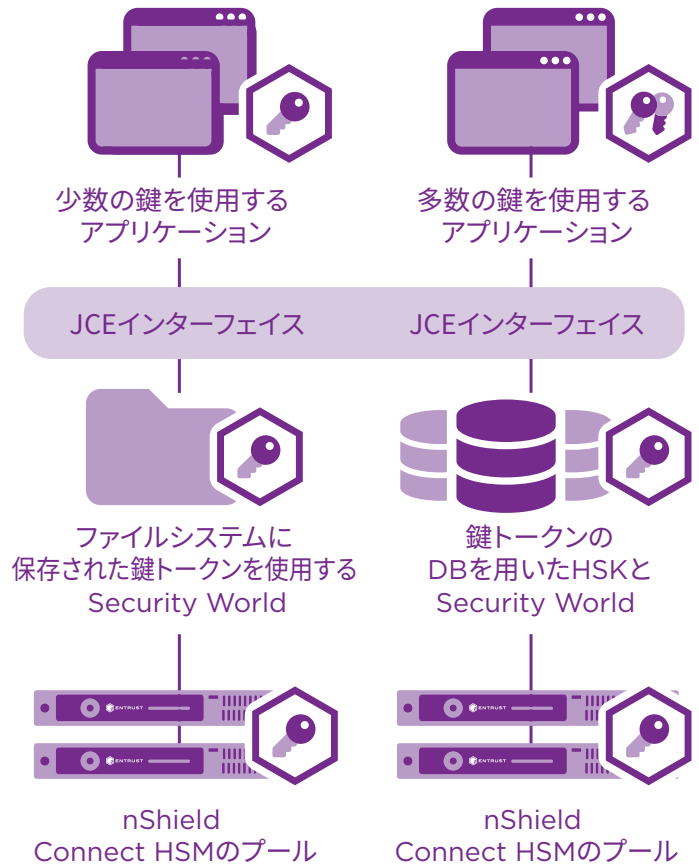 少数の鍵を使用する
アプリケーション
多数の鍵を使用する
アプリケーション
JCEインターフェイス
JCEインターフェイス
ファイルシステムに
保存された鍵トークンを使用する
Security World
鍵トークンの
DBを用いたHSKと
Security World
ENTRUST
ENTRUST
ENTRUST
ENTRUST
nShield
Connect HSMのプール
nShield
Connect HSMのプール